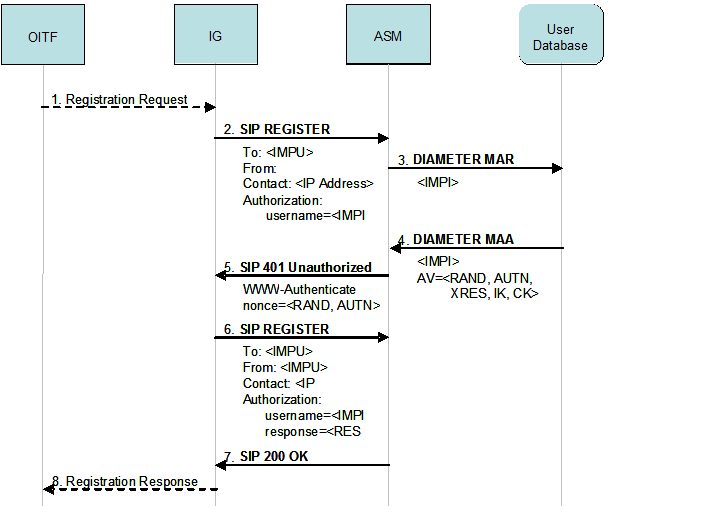 OITF
IG
ASM
User
Database
1. Registration Request
2. SIP REGISTER
To: <IMPU>
From:
Contact: <IP Address>
Authorization:
username=<IMPI
3. DIAMETER MAR
<IMPI>
4. DIAMETER MAA
<IMPI>
AV=<RAND, AUTN,
XRES, IK, CK>
5. SIP 401 Unauthorized
WWW-Authenticate
nonce=<RAND, AUTN>
6. SIP REGISTER
To: <IMPU>
From: <IMPU>
Contact: <IP
Authorization:
username=<IMPI
response=<RES
7. SIP 200 OK
8. Registration Response